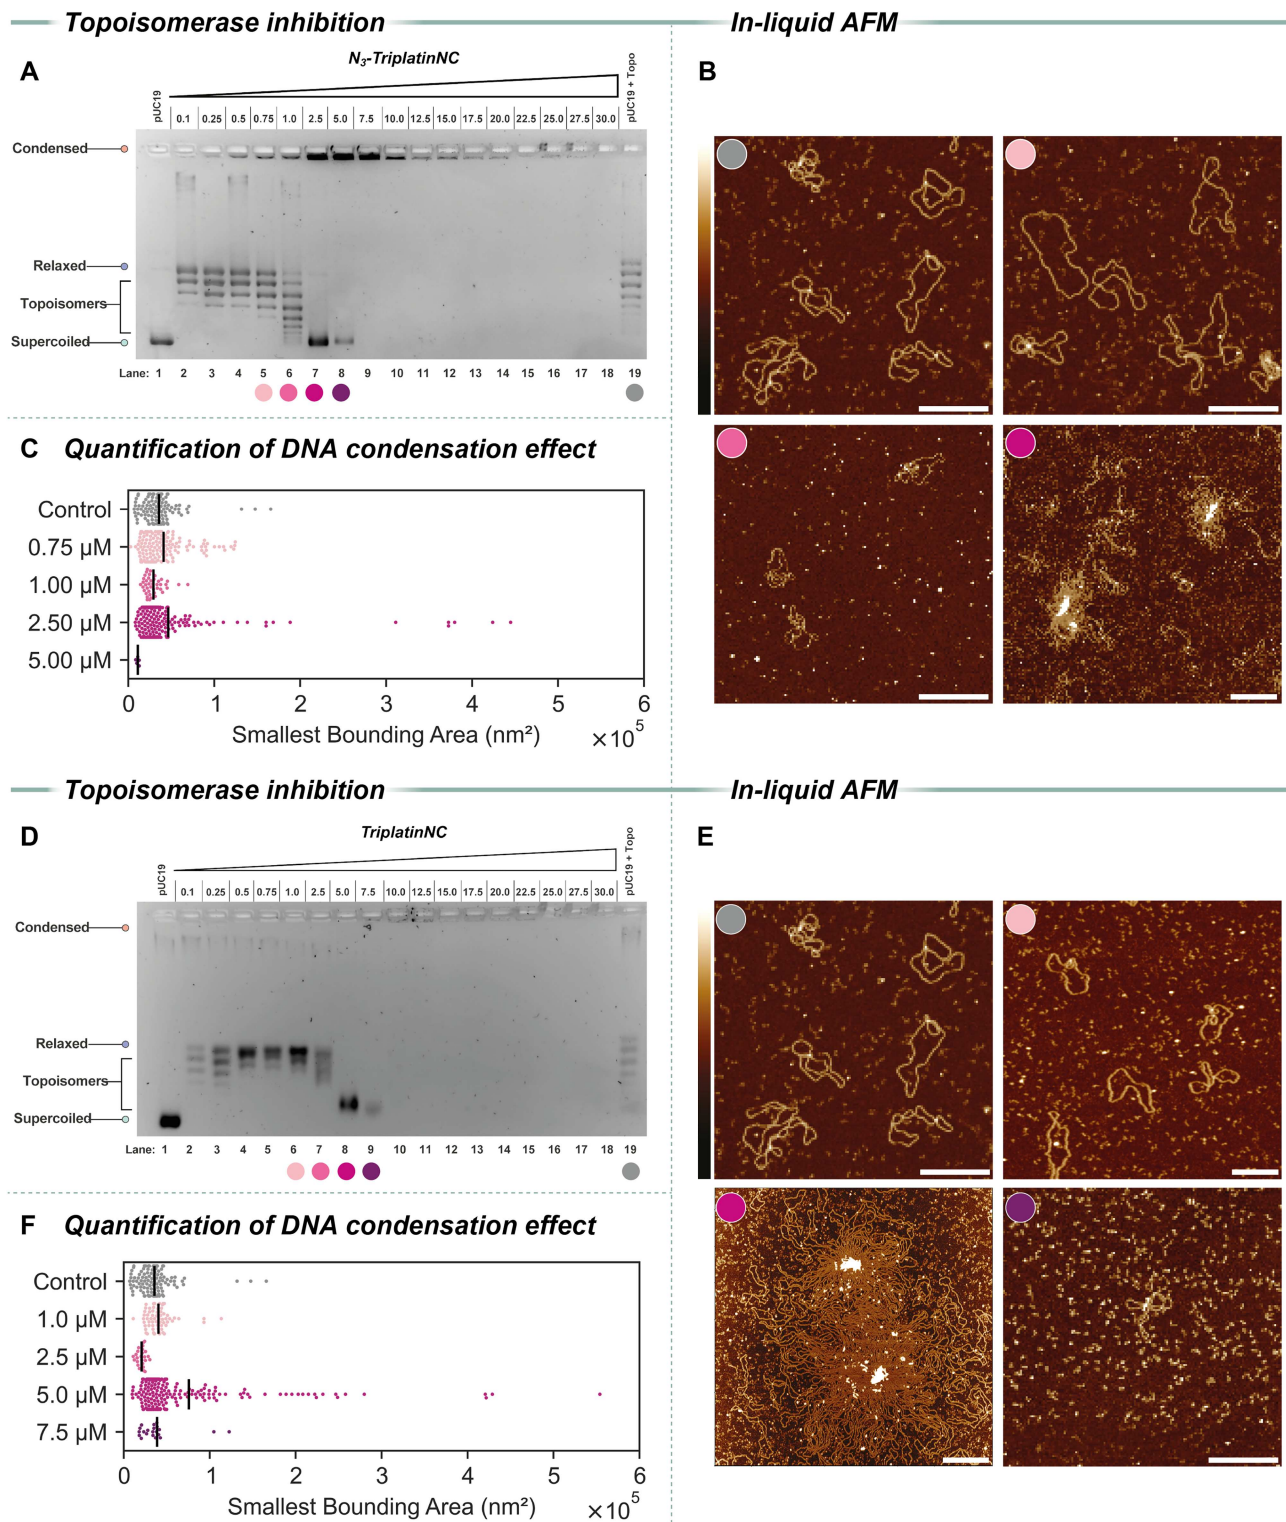 Topoisomerase inhibition
In-liquid AFM
A
N₃-TriplatinNC
B
pUC19
0.1 0.25 0.5 0.75 1.0 2.5 5.0 7.5 10.0 12.5 15.0 17.5 20.0 22.5 25.0 27.5 30.0
pUC19 + Topo
Condensed
Relaxed
Topoisomers
Supercoiled
Lane: 1 2 3 4 5 6 7 8 9 10 11 12 13 14 15 16 17 18 19
C Quantification of DNA condensation effect
Control
0.75 µM
1.00 µM
2.50 µM
5.00 µM
0 1 2 3 4 5 6
Smallest Bounding Area (nm²) ×10⁵
Topoisomerase inhibition
In-liquid AFM
D
TriplatinNC
E
pUC19
0.1 0.25 0.5 0.75 1.0 2.5 5.0 7.5 10.0 12.5 15.0 17.5 20.0 22.5 25.0 27.5 30.0
pUC19 + Topo
Condensed
Relaxed
Topoisomers
Supercoiled
Lane: 1 2 3 4 5 6 7 8 9 10 11 12 13 14 15 16 17 18 19
F Quantification of DNA condensation effect
Control
1.0 µM
2.5 µM
5.0 µM
7.5 µM
0 1 2 3 4 5 6
Smallest Bounding Area (nm²) ×10⁵